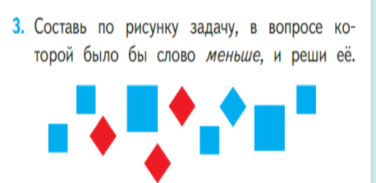 3. Составь по рисунку задачу, в вопросе ко-
торой было бы слово меньше, и реши её.